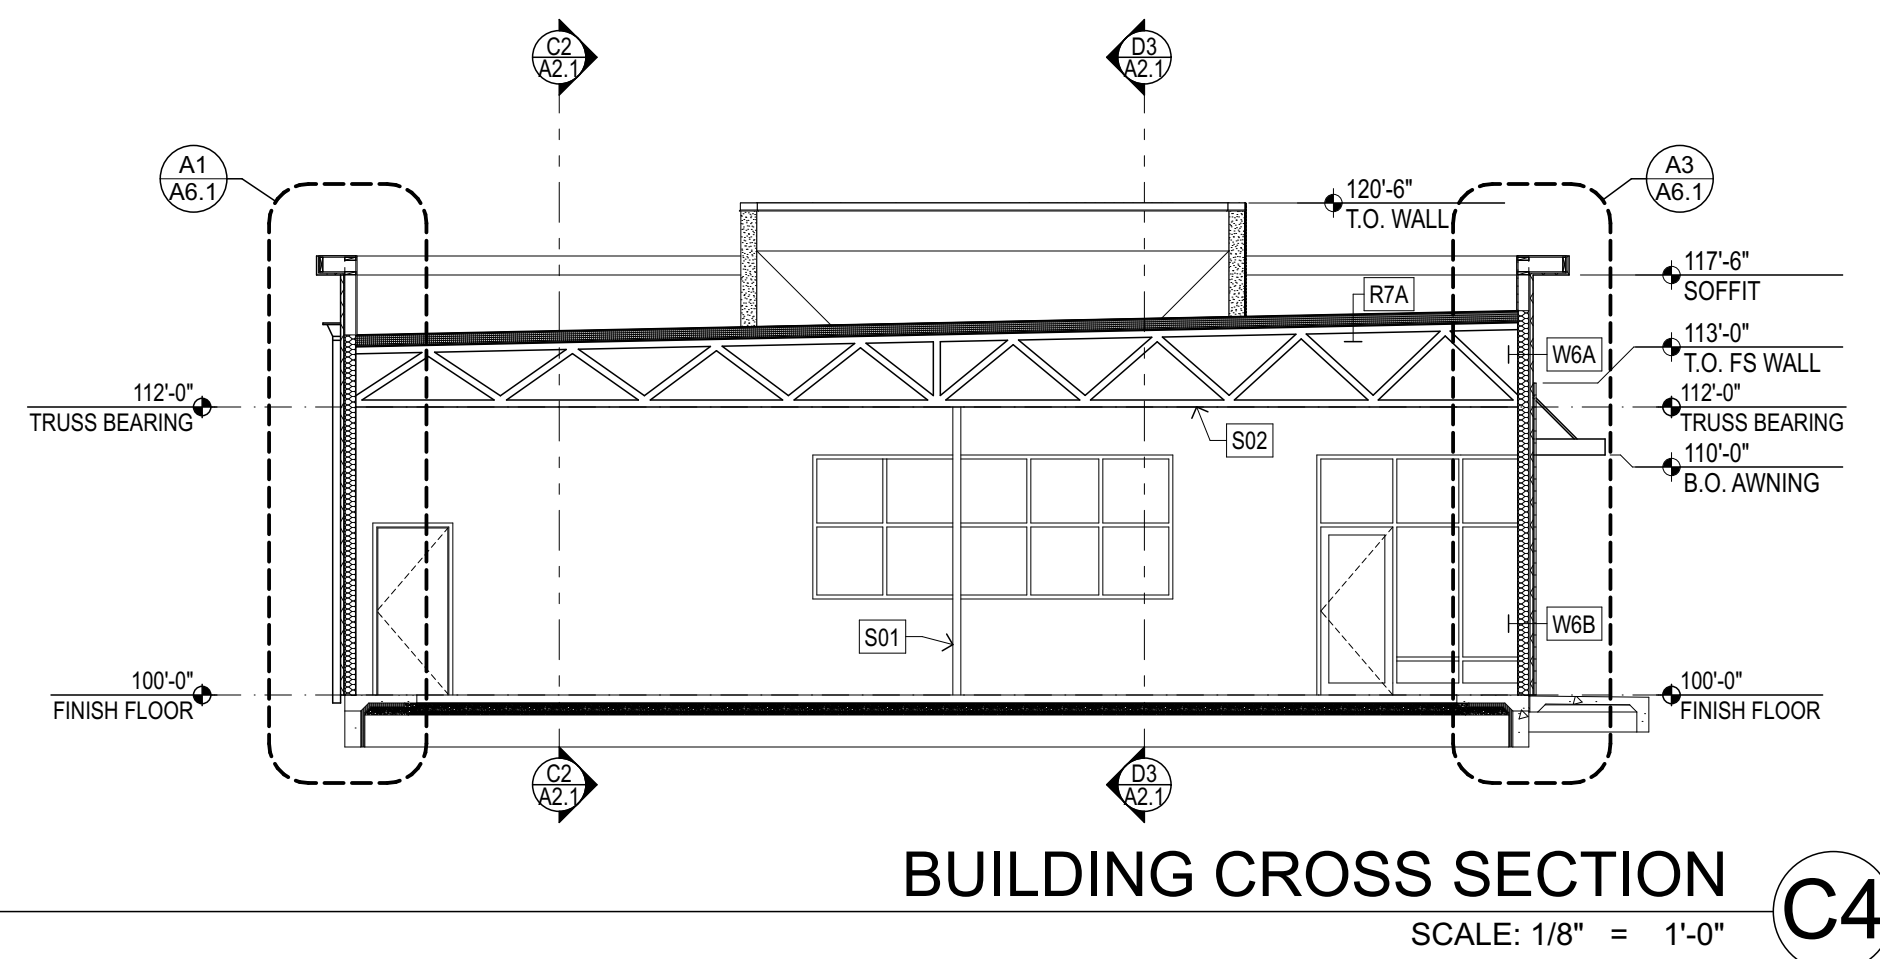 C2
A2.1
D3
A2.1
A1
A6.1
A3
A6.1
120'-6"
T.O. WALL
117'-6"
SOFFIT
R7A
113'-0"
T.O. FS WALL
W6A
112'-0"
TRUSS BEARING
112'-0"
TRUSS BEARING
S02
110'-0"
B.O. AWNING
S01
W6B
100'-0"
FINISH FLOOR
100'-0"
FINISH FLOOR
C2
A2.1
D3
A2.1
BUILDING CROSS SECTION
C4
SCALE: 1/8" = 1'-0"